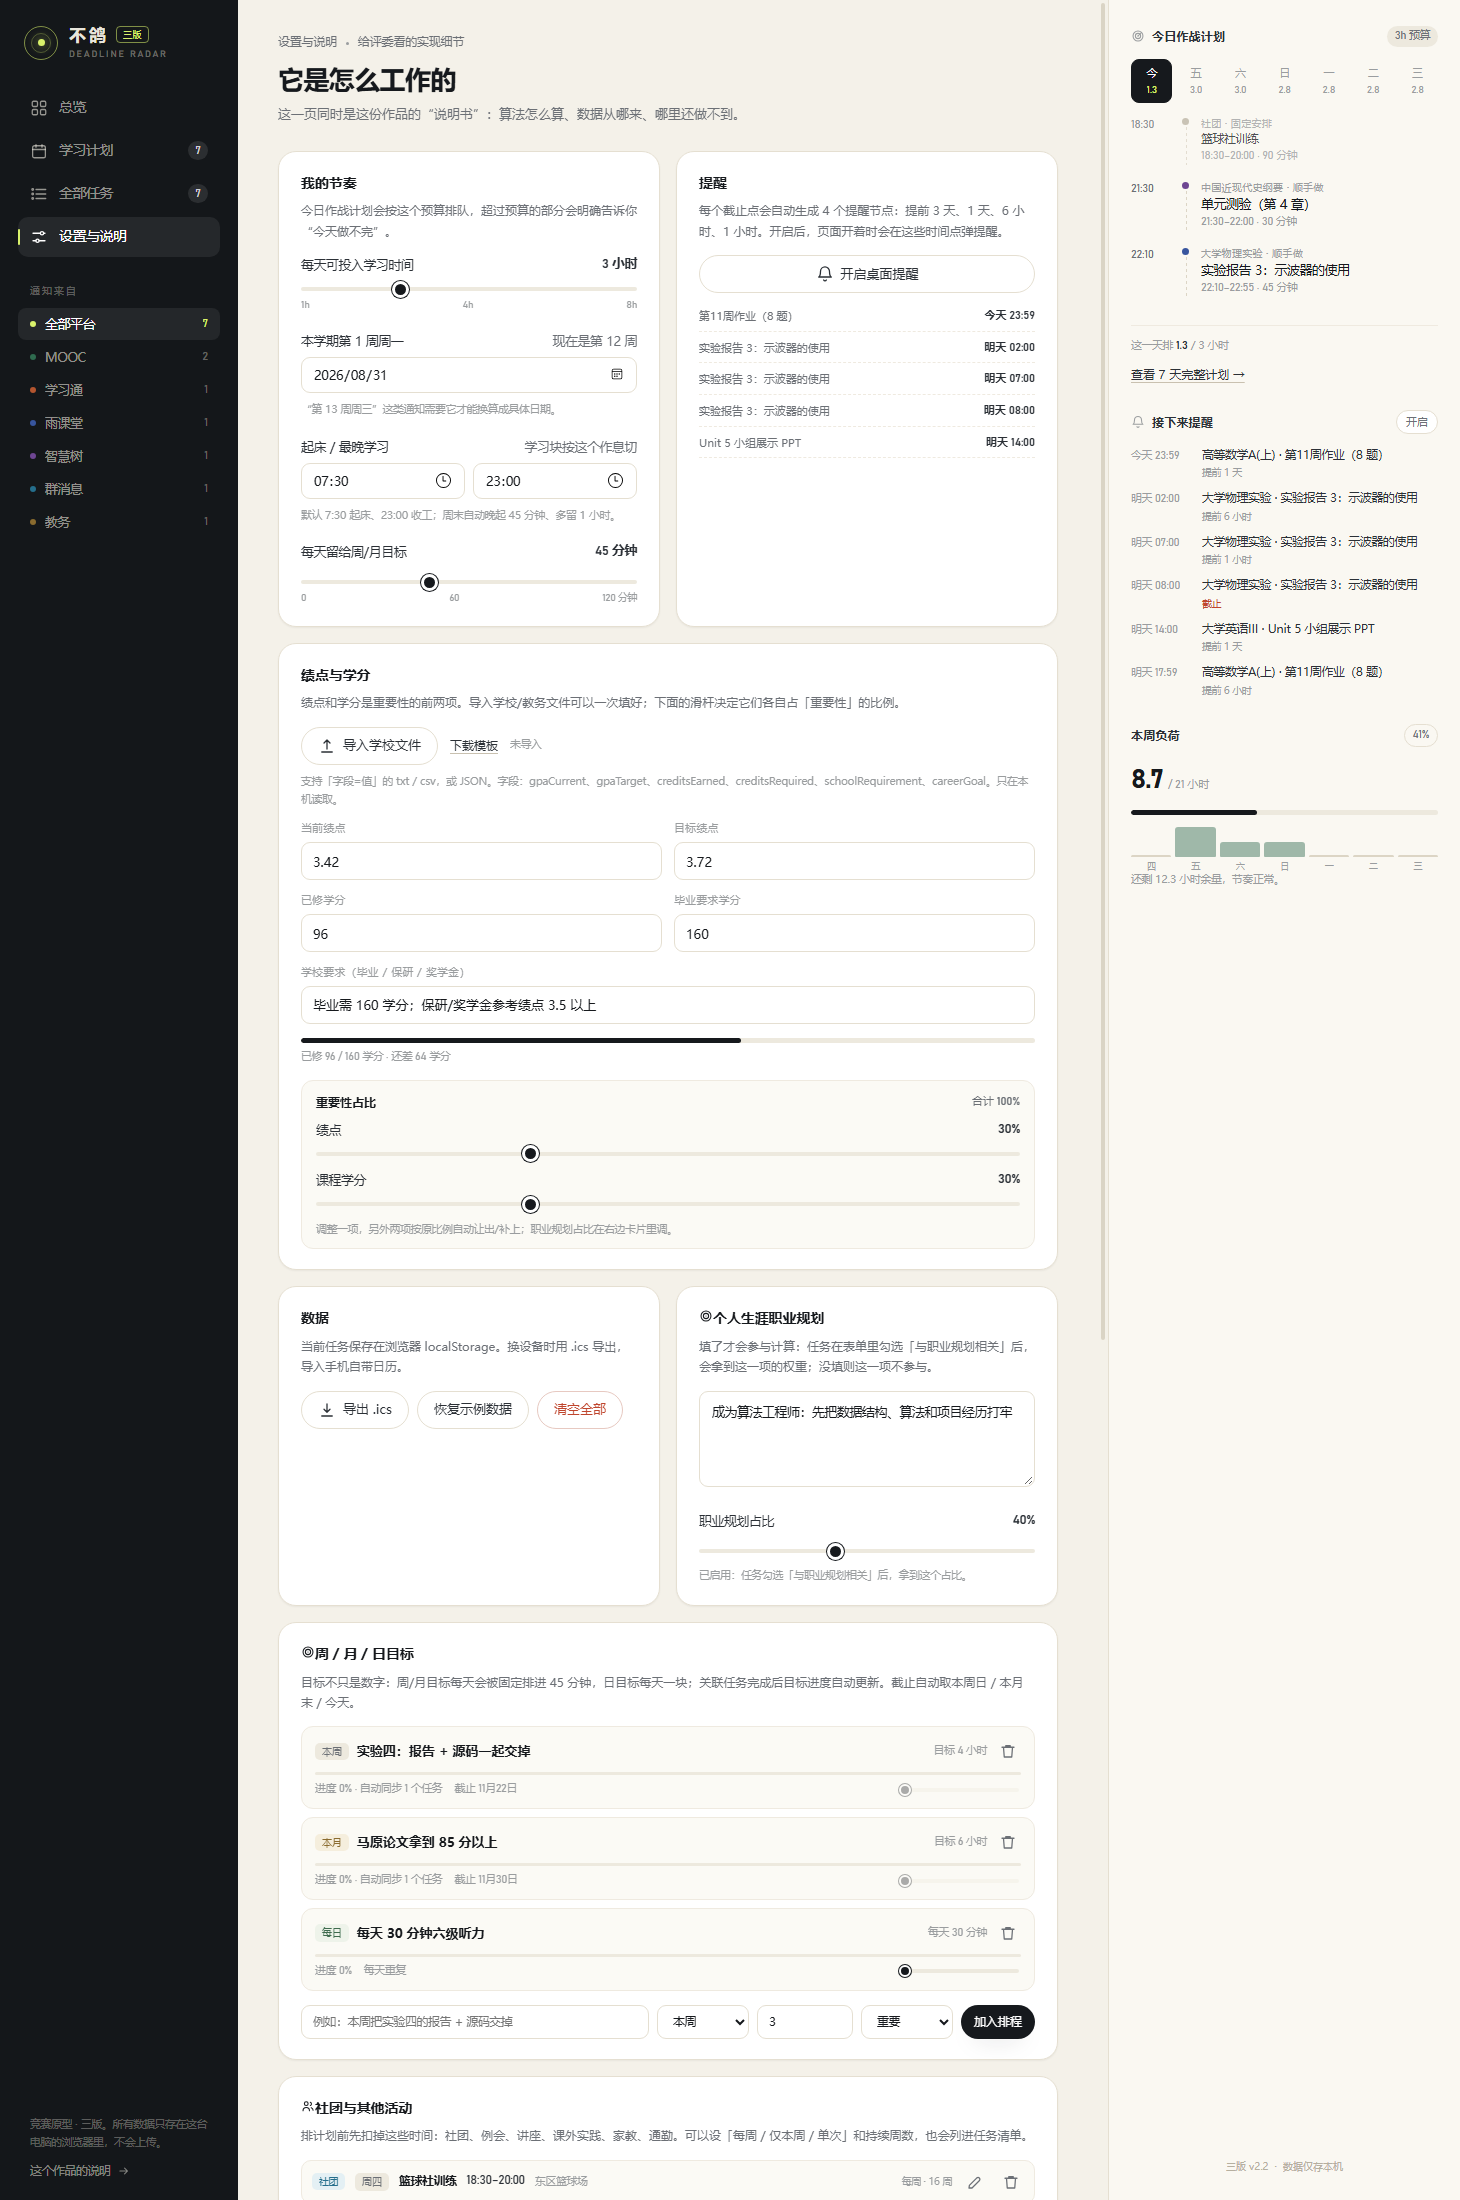 不鸽 三版
DEADLINE RADAR
总览
学习计划 7
全部任务 7
设置与说明
通知来自
全部平台 7
MOOC 2
学习通 1
雨课堂 1
智慧树 1
群消息 1
教务 1
竞赛原型 · 三版。所有数据只存在这台
电脑的浏览器里，不会上传。
这个作品的说明 →
设置与说明 • 给评委看的实现细节
它是怎么工作的
这一页同时是这份作品的“说明书”：算法怎么算、数据从哪来、哪里还做不到。
我的节奏
今日作战计划会按这个预算排队，超过预算的部分会明确告诉你
“今天做不完”。
每天可投入学习时间 3 小时
1h 4h 8h
本学期第 1 周周一 现在是第 12 周
2026/08/31
“第 13 周周三”这类通知需要它才能换算成具体日期。
起床 / 最晚学习 学习块按这个作息切
07:30 23:00
默认 7:30 起床、23:00 收工；周末自动晚起 45 分钟、多留 1 小时。
每天留给周/月目标 45 分钟
0 60 120 分钟
提醒
每个截止点会自动生成 4 个提醒节点：提前 3 天、1 天、6 小
时、1 小时。开启后，页面开着时会在这些时间点弹提醒。
开启桌面提醒
第11周作业（8 题） 今天 23:59
实验报告 3：示波器的使用 明天 02:00
实验报告 3：示波器的使用 明天 07:00
实验报告 3：示波器的使用 明天 08:00
Unit 5 小组展示 PPT 明天 14:00
绩点与学分
绩点和学分是重要性的前两项。导入学校/教务文件可以一次填好；下面的滑杆决定它们各自占「重要性」的比例。
导入学校文件 下载模板 未导入
支持「字段=值」的 txt / csv，或 JSON。字段：gpaCurrent、gpaTarget、creditsEarned、creditsRequired、schoolRequirement、careerGoal。只在本
机读取。
当前绩点 目标绩点
3.42 3.72
已修学分 毕业要求学分
96 160
学校要求（毕业 / 保研 / 奖学金）
毕业需 160 学分；保研/奖学金参考绩点 3.5 以上
已修 96 / 160 学分 · 还差 64 学分
重要性占比 合计 100%
绩点 30%
课程学分 30%
调整一项，另外两项按原比例自动让出/补上；职业规划占比在右边卡片里调。
数据
当前任务保存在浏览器 localStorage。换设备时用 .ics 导出，
导入手机自带日历。
导出 .ics 恢复示例数据 清空全部
个人生涯职业规划
填了才会参与计算：任务在表单里勾选「与职业规划相关」后，
会拿到这一项的权重；没填则这一项不参与。
成为算法工程师：先把数据结构、算法和项目经历打牢
职业规划占比 40%
已启用：任务勾选「与职业规划相关」后，拿到这个占比。
周 / 月 / 日目标
目标不只是数字：周/月目标每天会被固定排进 45 分钟，日目标每天一块；关联任务完成后目标进度自动更新。截止自动取本周日 / 本月
末 / 今天。
本周 实验四：报告 + 源码一起交掉 目标 4 小时
进度 0% · 自动同步 1 个任务 截止 11月22日
本月 马原论文拿到 85 分以上 目标 6 小时
进度 0% · 自动同步 1 个任务 截止 11月30日
每日 每天 30 分钟六级听力 每天 30 分钟
进度 0% 每天重复
例如：本周把实验四的报告 + 源码交掉 本周 3 重要 加入排程
社团与其他活动
排计划前先扣掉这些时间：社团、例会、讲座、课外实践、家教、通勤。可以设「每周 / 仅本周 / 单次」和持续周数，也会列进任务清单。
社团 周四 篮球社训练 18:30–20:00 东区篮球场 每周 · 16 周
今日作战计划 3h 预算
今 五 六 日 一 二 三
1.3 3.0 3.0 2.8 2.8 2.8 2.8
18:30 社团 · 固定安排
篮球社训练
18:30–20:00 · 90 分钟
21:30 中国近现代史纲要 · 顺手做
单元测验（第 4 章）
21:30–22:00 · 30 分钟
22:10 大学物理实验 · 顺手做
实验报告 3：示波器的使用
22:10–22:55 · 45 分钟
这一天排 1.3 / 3 小时
查看 7 天完整计划 →
接下来提醒 开启
今天 23:59 高等数学A(上) · 第11周作业（8 题）
提前 1 天
明天 02:00 大学物理实验 · 实验报告 3：示波器的使用
提前 6 小时
明天 07:00 大学物理实验 · 实验报告 3：示波器的使用
提前 1 小时
明天 08:00 大学物理实验 · 实验报告 3：示波器的使用
截止
明天 14:00 大学英语III · Unit 5 小组展示 PPT
提前 1 天
明天 17:59 高等数学A(上) · 第11周作业（8 题）
提前 6 小时
本周负荷 41%
8.7 / 21 小时
四 五 六 日 一 二 三
还剩 12.3 小时余量，节奏正常。
三版 v2.2 · 数据仅存本机